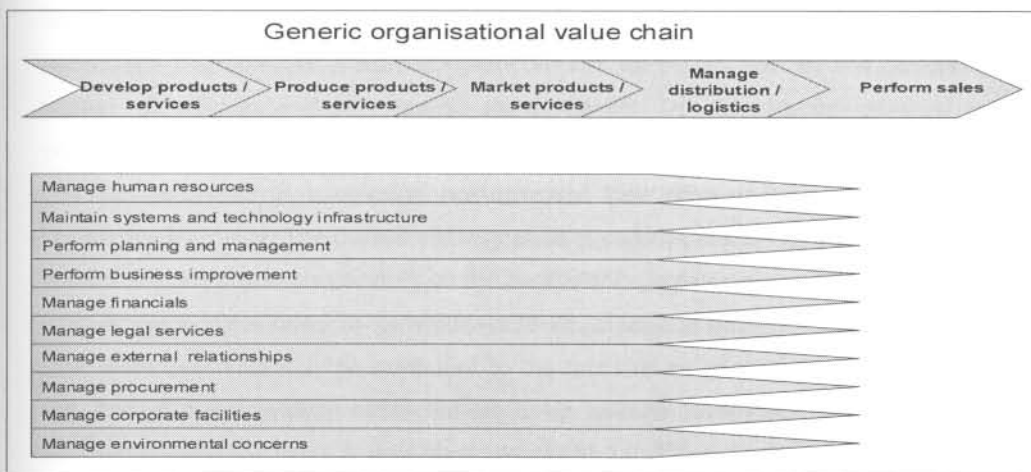 Generic organisational value chain
Develop products /
services
Produce products /
services
Market products /
services
Manage
distribution /
logistics
Perform sales
Manage human resources
Maintain systems and technology infrastructure
Perform planning and management
Perform business improvement
Manage financials
Manage legal services
Manage external relationships
Manage procurement
Manage corporate facilities
Manage environmental concerns